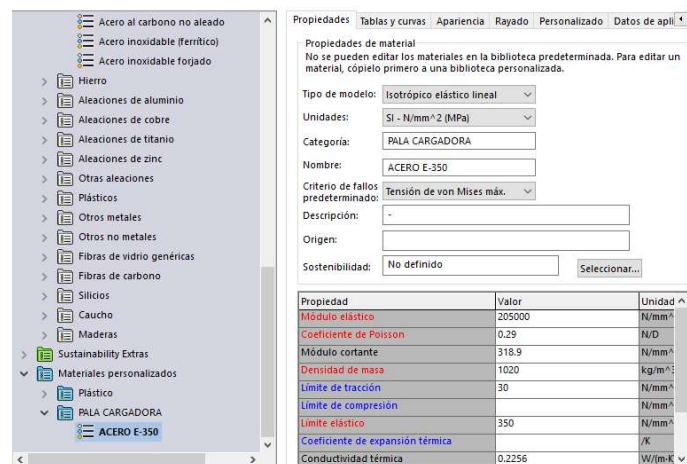 Acero al carbono no aleado
Acero inoxidable (ferrítico)
Acero inoxidable forjado
Hierro
Aleaciones de aluminio
Aleaciones de cobre
Aleaciones de titanio
Aleaciones de zinc
Otras aleaciones
Plásticos
Otros metales
Otros no metales
Fibras de vidrio genéricas
Fibras de carbono
Silicios
Caucho
Maderas
Sustainability Extras
Materiales personalizados
Plástico
PALA CARGADORA
ACERO E-350
Propiedades Tablas y curvas Apariencia Rayado Personalizado Datos de apli
Propiedades de material
No se pueden editar los materiales en la biblioteca predeterminada. Para editar un
material, cópielo primero a una biblioteca personalizada.
Tipo de modelo: Isotrópico elástico lineal
Unidades: SI - N/mm^2 (MPa)
Categoría: PALA CARGADORA
Nombre: ACERO E-350
Criterio de fallos
predeterminado: Tensión de von Mises máx.
Descripción: -
Origen:
Sostenibilidad: No definido Seleccionar...
Propiedad Valor Unidad
Módulo elástico 205000 N/mm^
Coeficiente de Poisson 0.29 N/D
Módulo cortante 318.9 N/mm^
Densidad de masa 1020 kg/m^3
Límite de tracción 30 N/mm^
Límite de compresión N/mm^
Límite elástico 350 N/mm^
Coeficiente de expansión térmica /K
Conductividad térmica 0.2256 W/(m·K